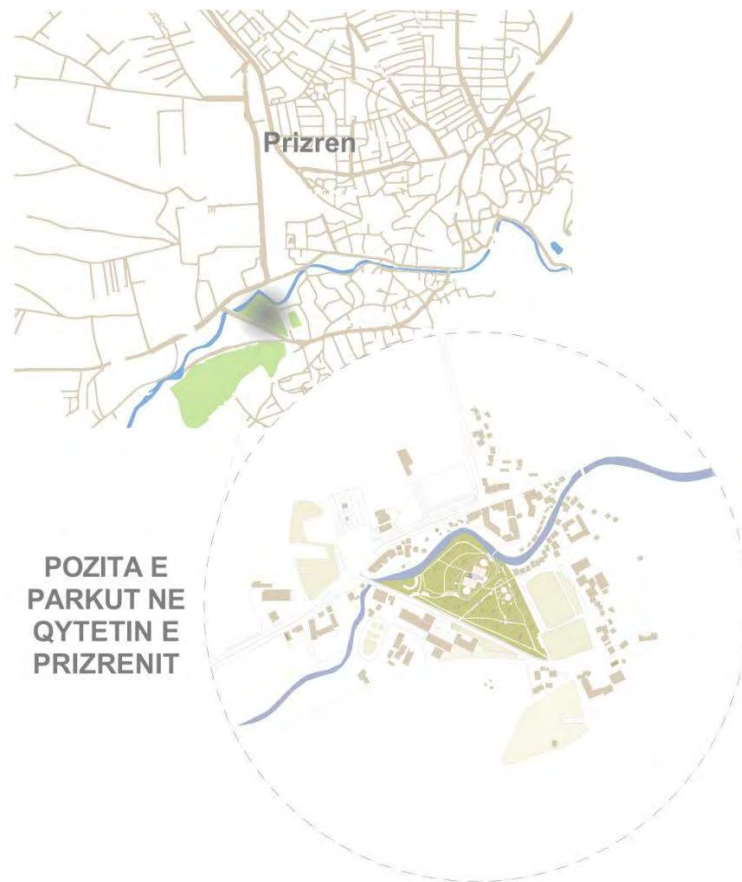 Prizren
POZITA E
PARKUT NE
QYTETIN E
PRIZRENIT